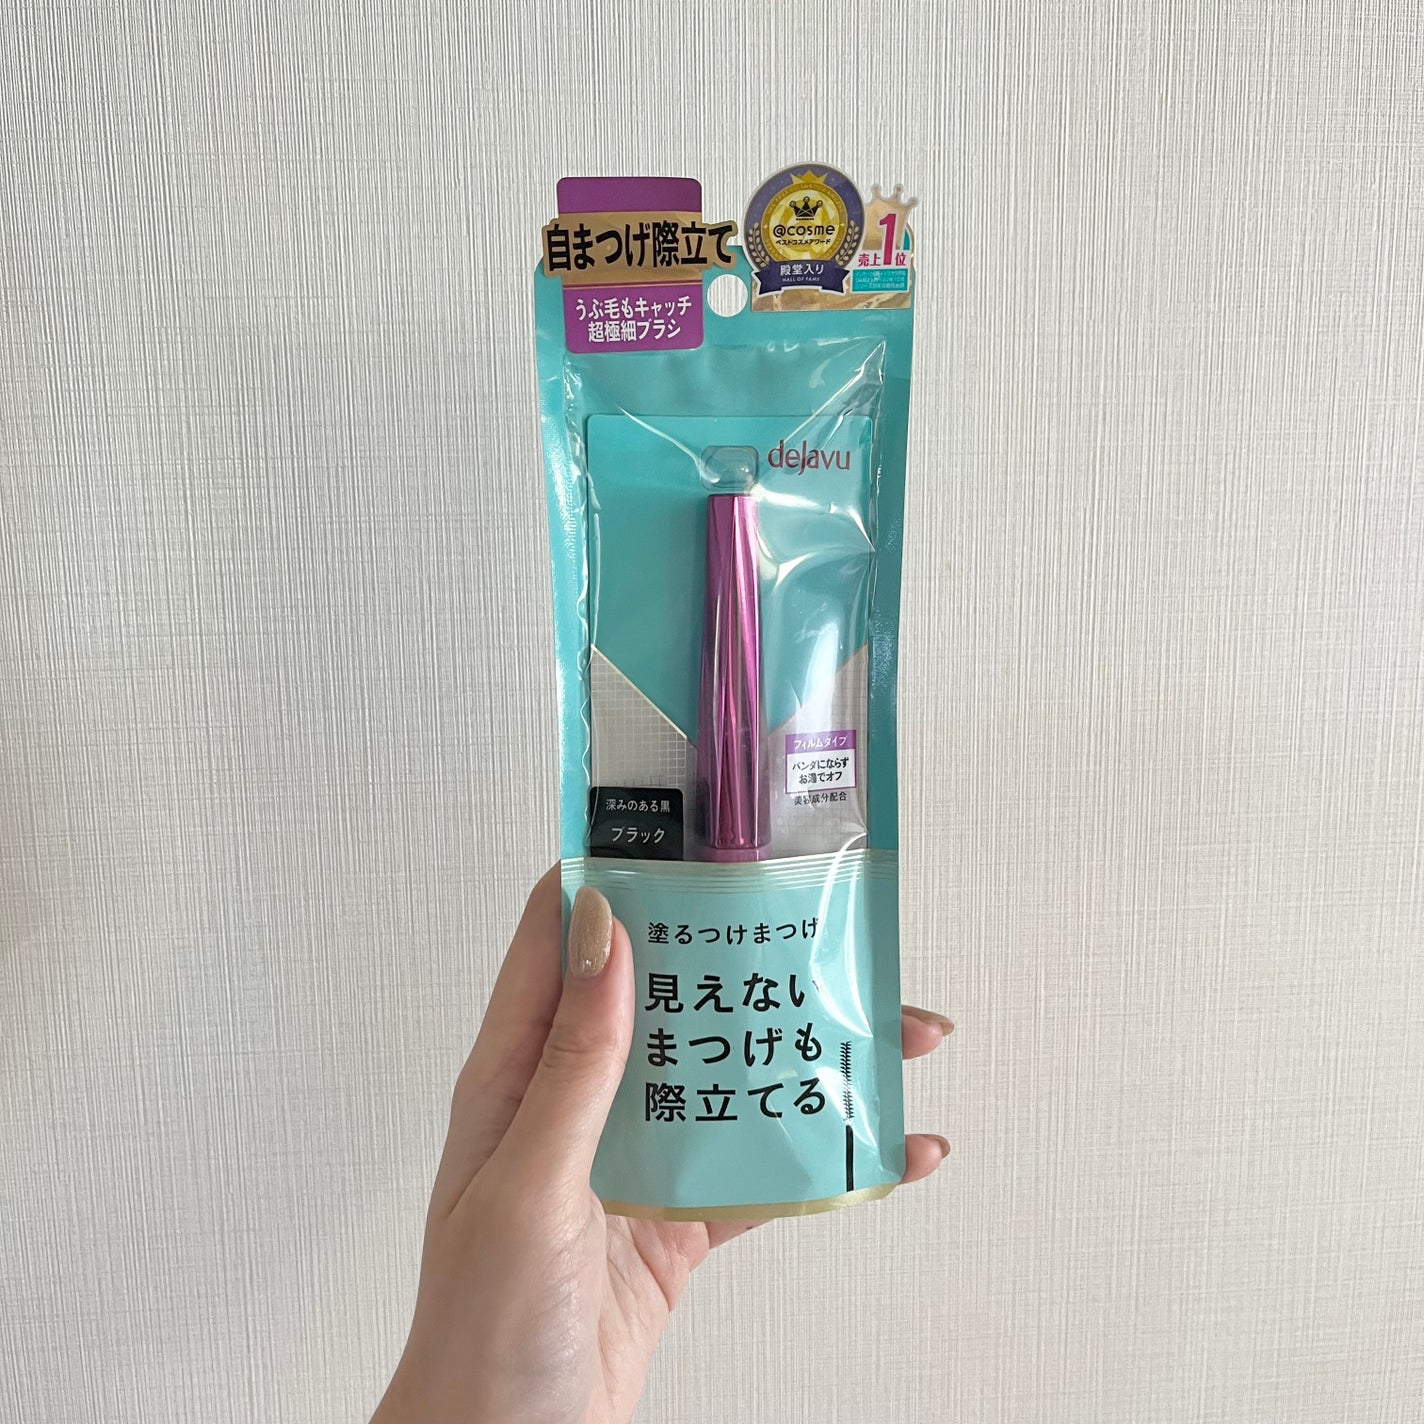 自まつげ際立て
うぶ毛もキャッチ
超極細ブラシ
@cosme
ベストコスメアワード
殿堂入り
HALL OF FAME
1
売上 位
dejavu
フィルムタイプ
パンダにならず
お湯でオフ
美容成分配合
深みのある黒
ブラック
塗るつけまつげ
見えない
まつげも
際立てる